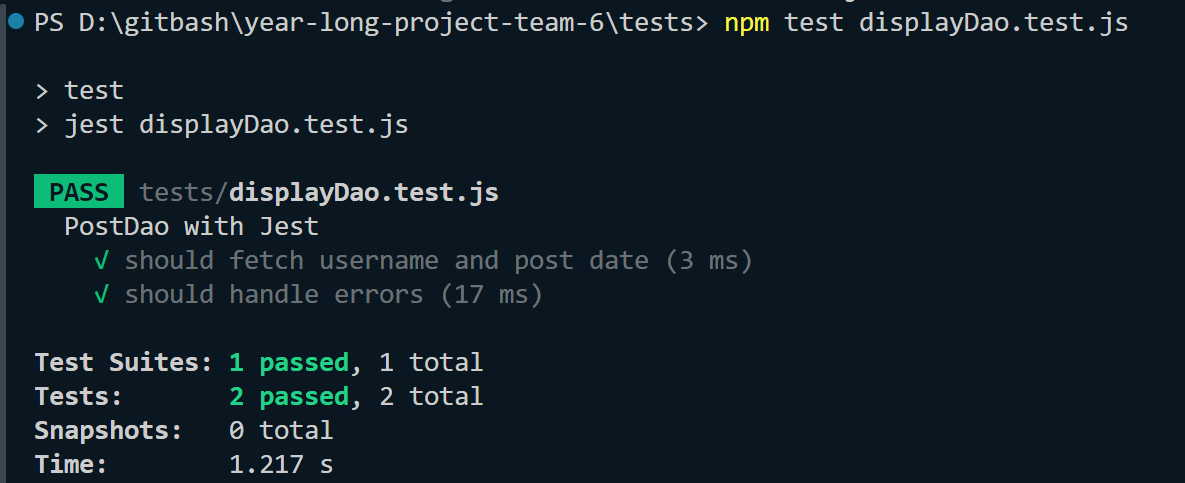 PS D:\gitbash\year-long-project-team-6\tests> npm test displayDao.test.js
> test
> jest displayDao.test.js
PASS tests/displayDao.test.js
PostDao with Jest
√ should fetch username and post date (3 ms)
√ should handle errors (17 ms)
Test Suites: 1 passed, 1 total
Tests: 2 passed, 2 total
Snapshots: 0 total
Time: 1.217 s